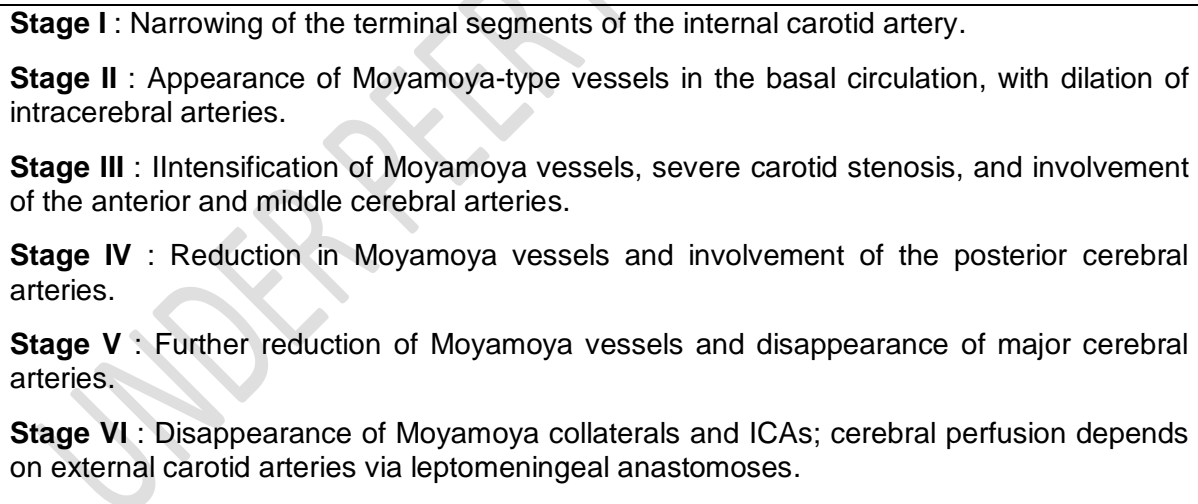 Stage I : Narrowing of the terminal segments of the internal carotid artery.
Stage II : Appearance of Moyamoya-type vessels in the basal circulation, with dilation of
intracerebral arteries.
Stage III : IIntensification of Moyamoya vessels, severe carotid stenosis, and involvement
of the anterior and middle cerebral arteries.
Stage IV : Reduction in Moyamoya vessels and involvement of the posterior cerebral
arteries.
Stage V : Further reduction of Moyamoya vessels and disappearance of major cerebral
arteries.
Stage VI : Disappearance of Moyamoya collaterals and ICAs; cerebral perfusion depends
on external carotid arteries via leptomeningeal anastomoses.
UNDER PEER